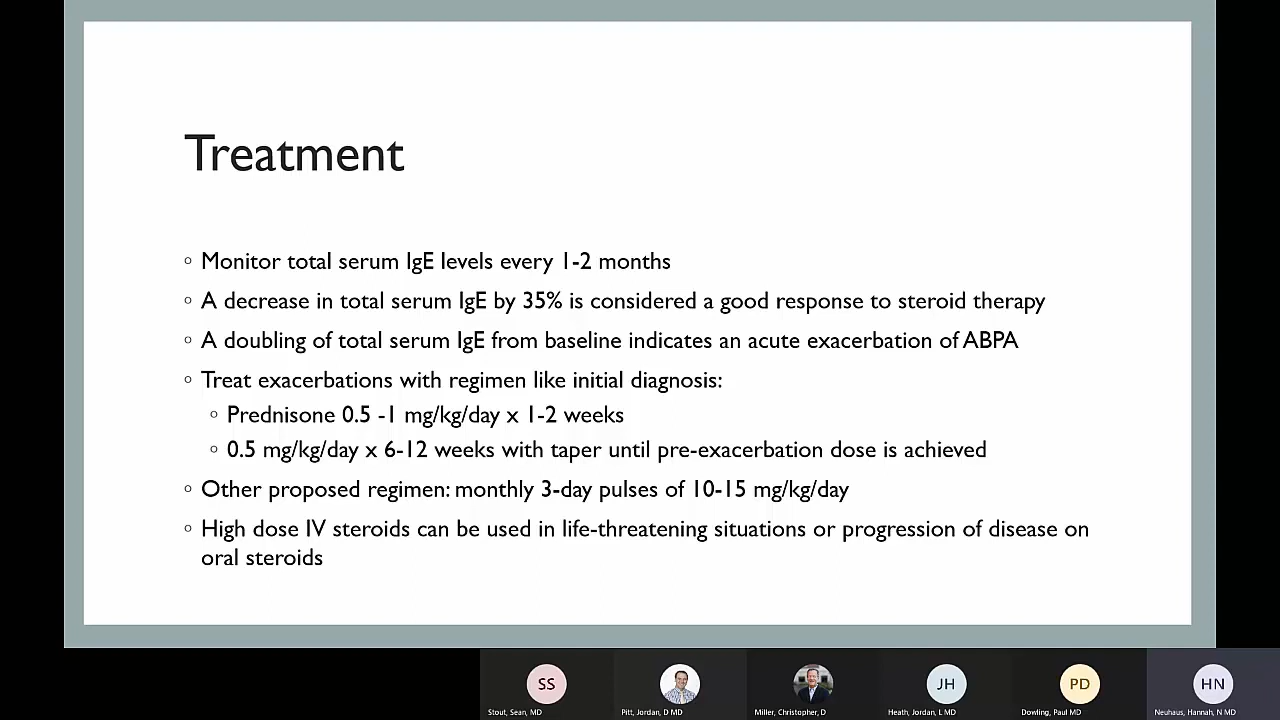 Treatment
Monitor total serum IgE levels every 1-2 months
A decrease in total serum IgE by 35% is considered a good response to steroid therapy
A doubling of total serum IgE from baseline indicates an acute exacerbation of ABPA
Treat exacerbations with regimen like initial diagnosis:
Prednisone 0.5 -1 mg/kg/day x 1-2 weeks
0.5 mg/kg/day x 6-12 weeks with taper until pre-exacerbation dose is achieved
Other proposed regimen: monthly 3-day pulses of 10-15 mg/kg/day
High dose IV steroids can be used in life-threatening situations or progression of disease on
oral steroids
SS
JH
PD
HN
Stout, Sean, MD
Pitt, Jordan, D MD
Miller, Christopher, D
Heath, Jordan, L MD
Dowling, Paul MD
Neuhaus, Hannah, N MD